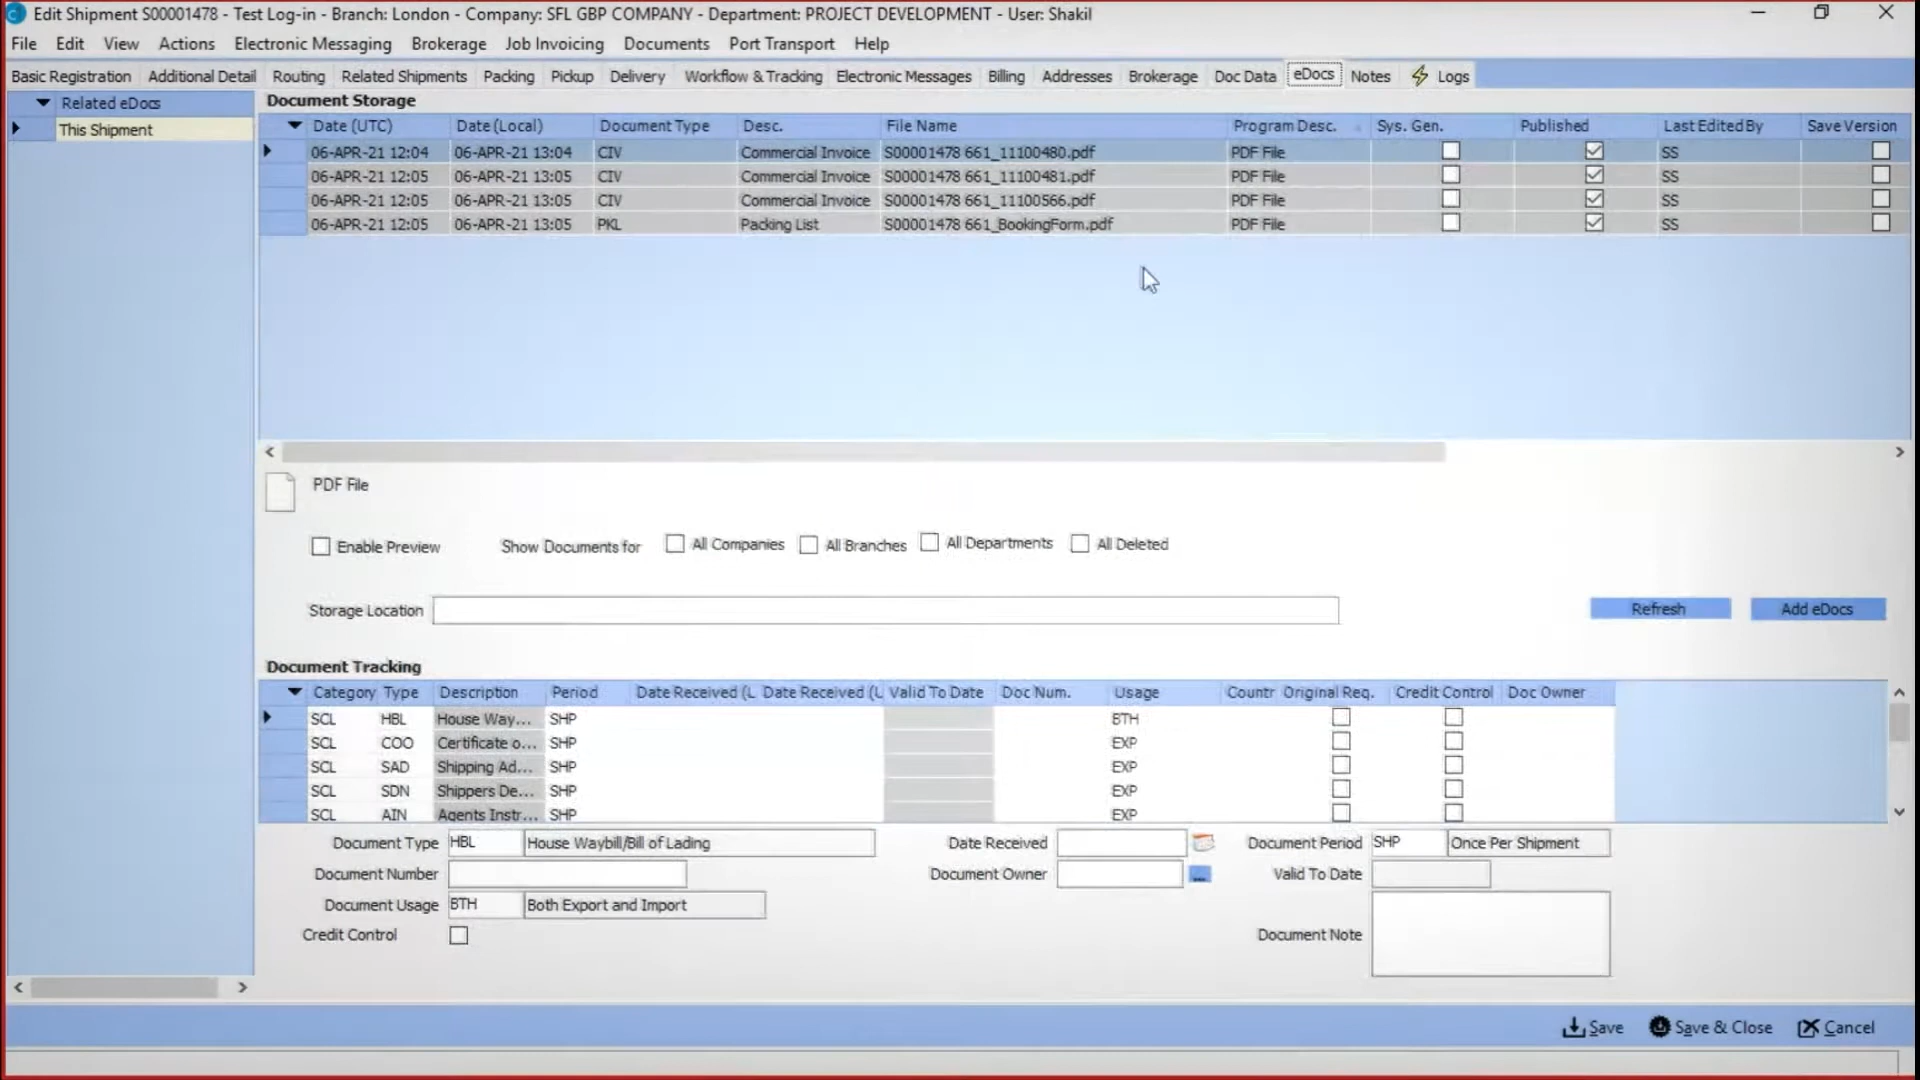 Edit Shipment S00001478 - Test Log-in - Branch: London - Company: SFL GBP COMPANY - Department: PROJECT DEVELOPMENT - User: Shakil
File Edit View Actions Electronic Messaging Brokerage Job Invoicing Documents Port Transport Help
Basic Registration Additional Detail Routing Related Shipments Packing Pickup Delivery Workflow & Tracking Electronic Messages Billing Addresses Brokerage Doc Data eDocs Notes Logs
Related eDocs
This Shipment
Document Storage
Date (UTC) Date (Local) Document Type Desc. File Name Program Desc. Sys. Gen. Published Last Edited By Save Version
06-APR-21 12:04 06-APR-21 13:04 CIV Commercial Invoice S00001478 661_11100480.pdf PDF File SS
06-APR-21 12:05 06-APR-21 13:05 CIV Commercial Invoice S00001478 661_11100481.pdf PDF File SS
06-APR-21 12:05 06-APR-21 13:05 CIV Commercial Invoice S00001478 661_11100566.pdf PDF File SS
06-APR-21 12:05 06-APR-21 13:05 PKL Packing List S00001478 661_BookingForm.pdf PDF File SS
PDF File
Enable Preview Show Documents for All Companies All Branches All Departments All Deleted
Storage Location Refresh Add eDocs
Document Tracking
Category Type Description Period Date Received (L Date Received (U Valid To Date Doc Num. Usage Countr Original Req. Credit Control Doc Owner
SCL HBL House Way... SHP BTH
SCL COO Certificate o... SHP EXP
SCL SAD Shipping Ad... SHP EXP
SCL SDN Shippers De... SHP EXP
SCL AIN Agents Instr... SHP EXP
Document Type HBL House Waybill/Bill of Lading Date Received Document Period SHP Once Per Shipment
Document Number Document Owner Valid To Date
Document Usage BTH Both Export and Import
Credit Control Document Note
Save Save & Close Cancel